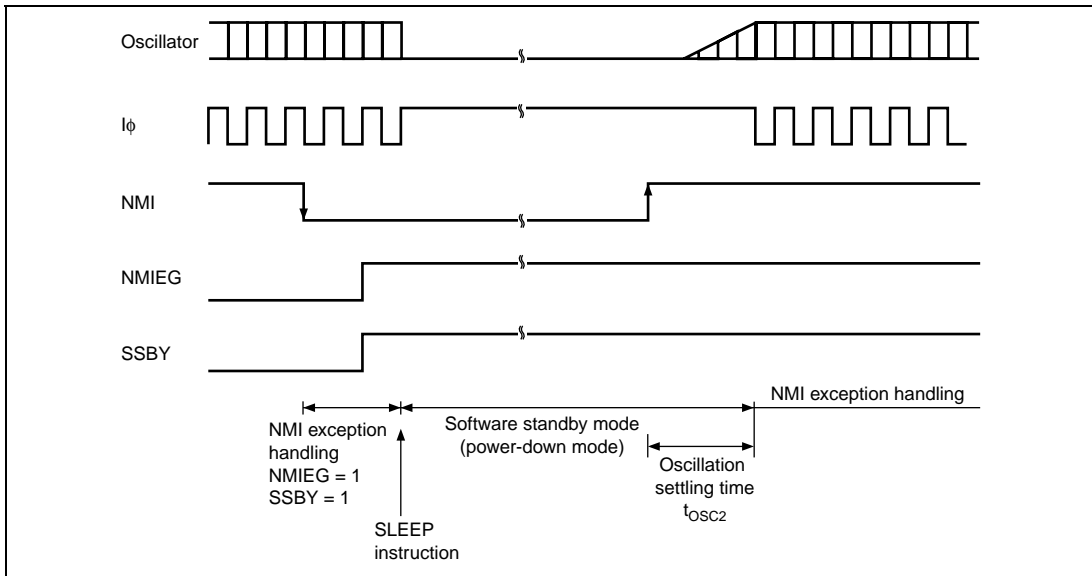 Oscillator
Iϕ
NMI
NMIEG
SSBY
NMI exception
handling
NMIEG = 1
SSBY = 1
SLEEP
instruction
Software standby mode
(power-down mode)
Oscillation
settling time
tOSC2
NMI exception handling